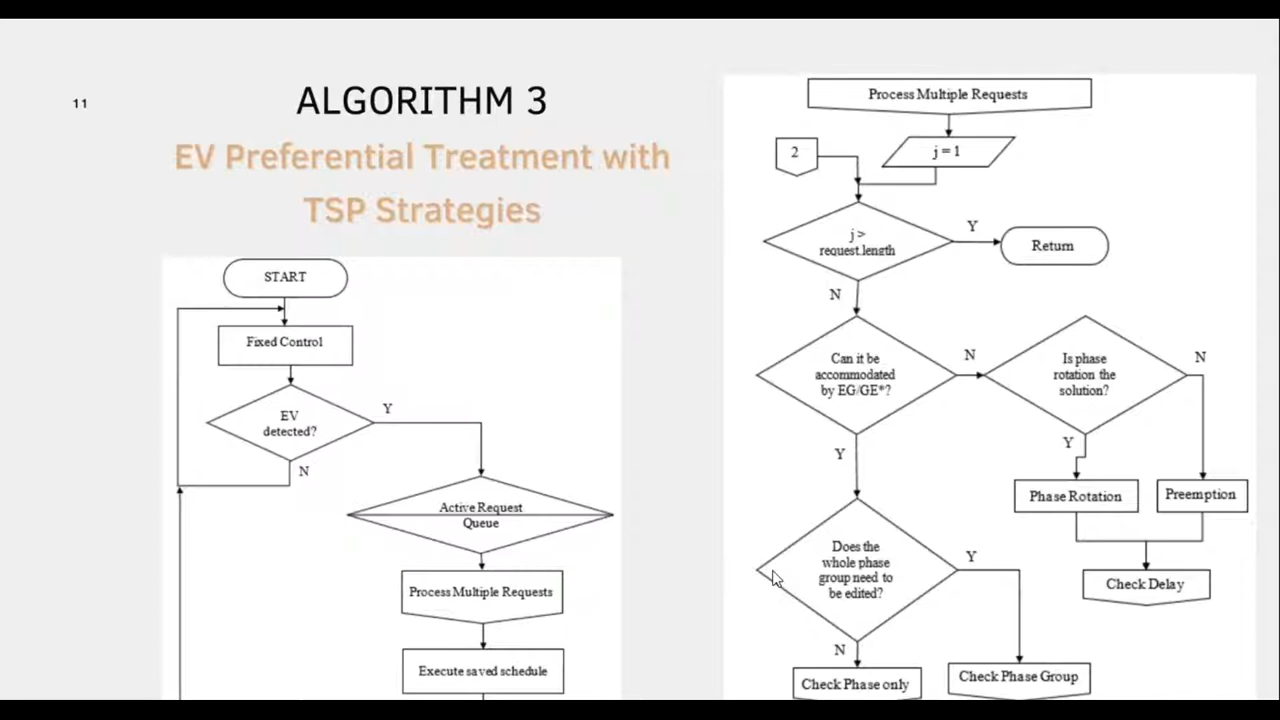 11
ALGORITHM 3
EV Preferential Treatment with
TSP Strategies
START
Fixed Control
EV
detected?
Y
N
Active Request
Queue
Process Multiple Requests
Execute saved schedule
Process Multiple Requests
2
j = 1
j >
request.length
Y
Return
N
Can it be
accommodated
by EG/GE*?
N
Is phase
rotation the
solution?
N
Y
Y
Phase Rotation
Preemption
Does the
whole phase
group need to
be edited?
Y
Check Delay
N
Check Phase only
Check Phase Group